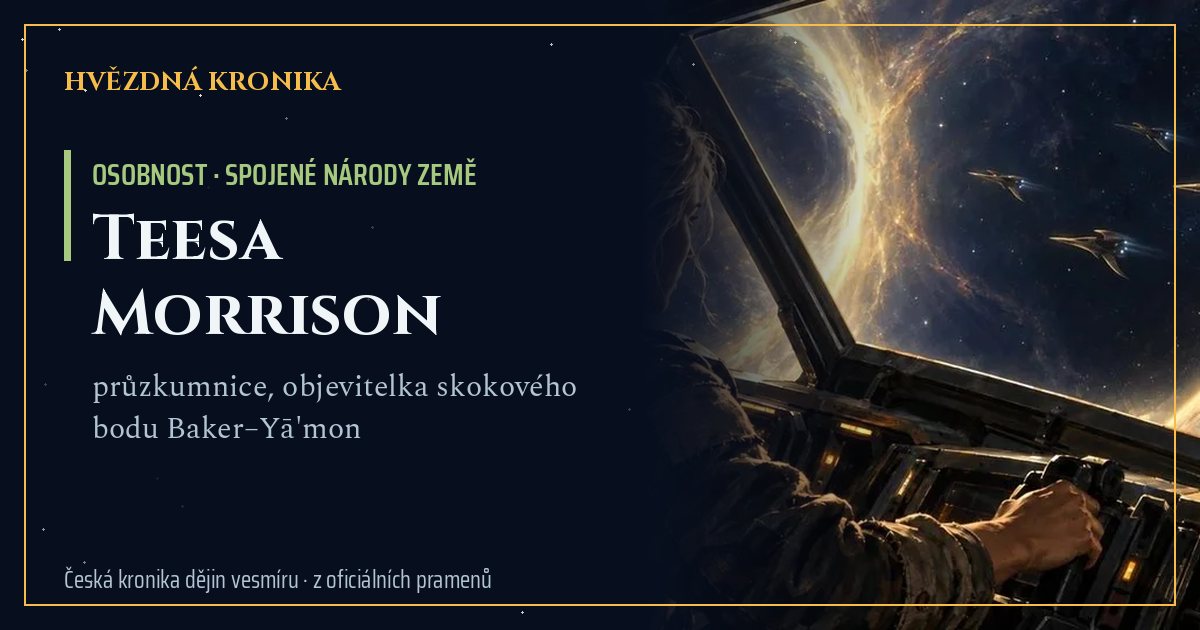 HVĚZDNÁ KRONIKA
OSOBNOST · SPOJENÉ NÁRODY ZEMĚ
TEESA
MORRISON
průzkumnice, objevitelka skokového
bodu Baker–Yā'mon
Česká kronika dějin vesmíru · z oficiálních pramenů